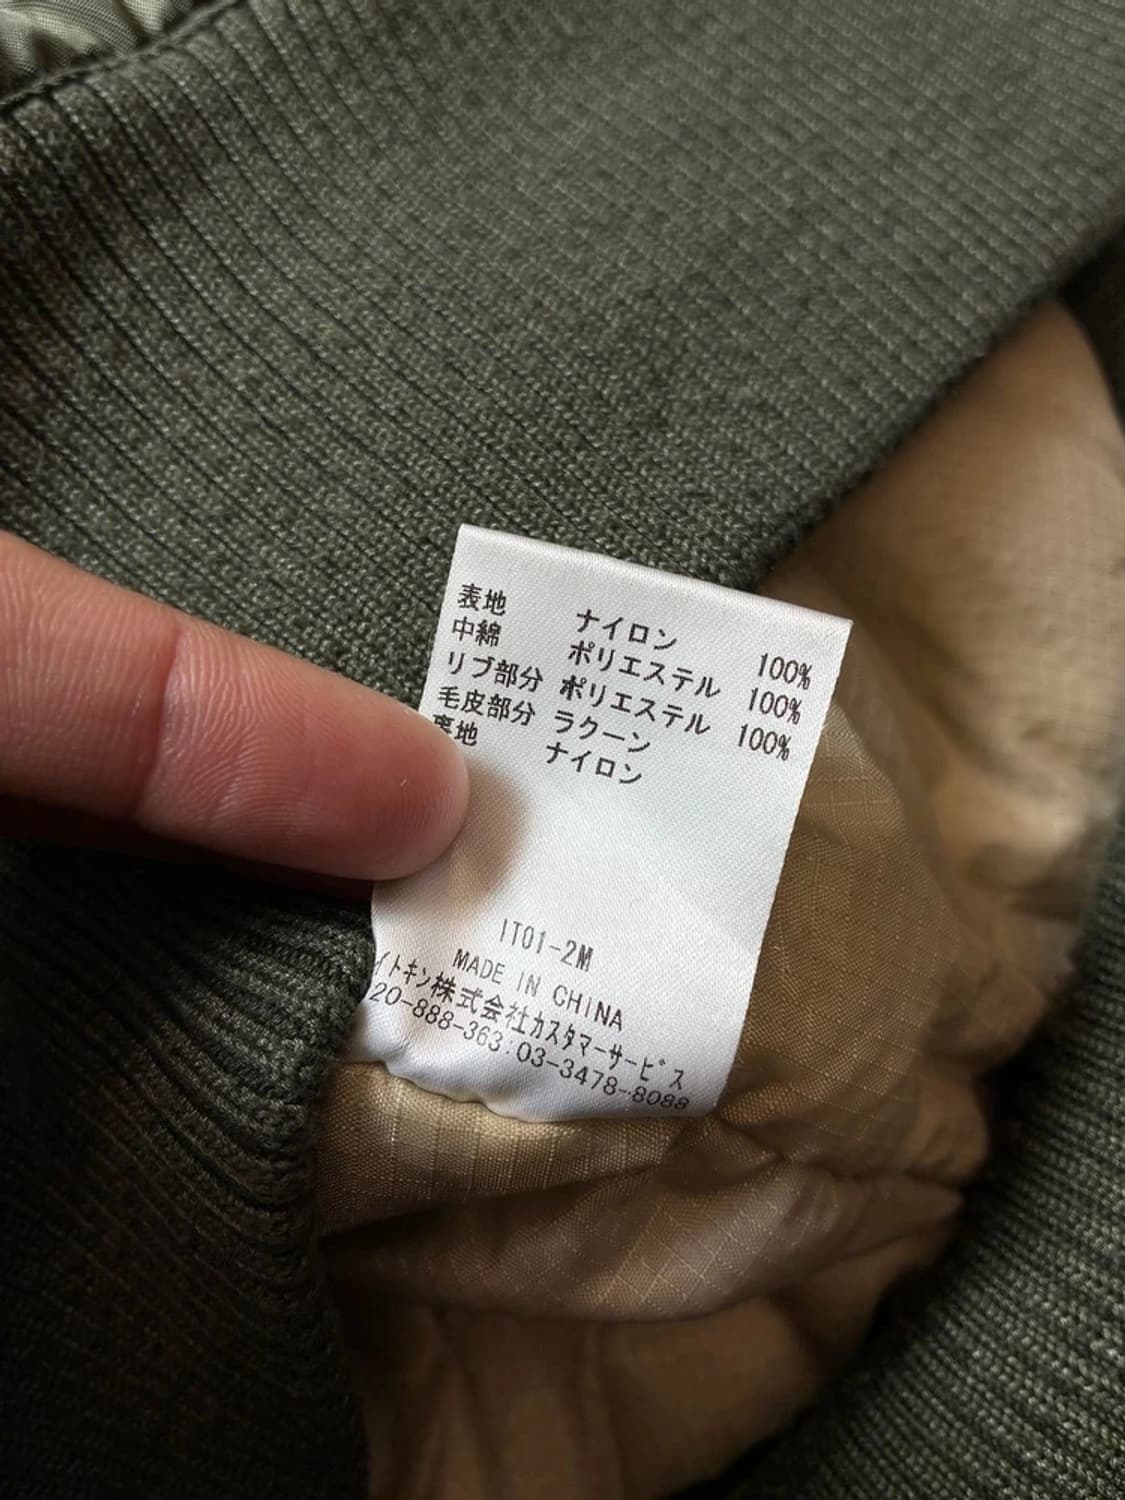 表地 ナイロン 100%
中綿 ポリエステル 100%
リブ部分 ポリエステル 100%
毛皮部分 ラクーン
裏地 ナイロン
IT01-2M
MADE IN CHINA
イトキン株式会社カスタマーサービス
20-888-363:03-3478-8088